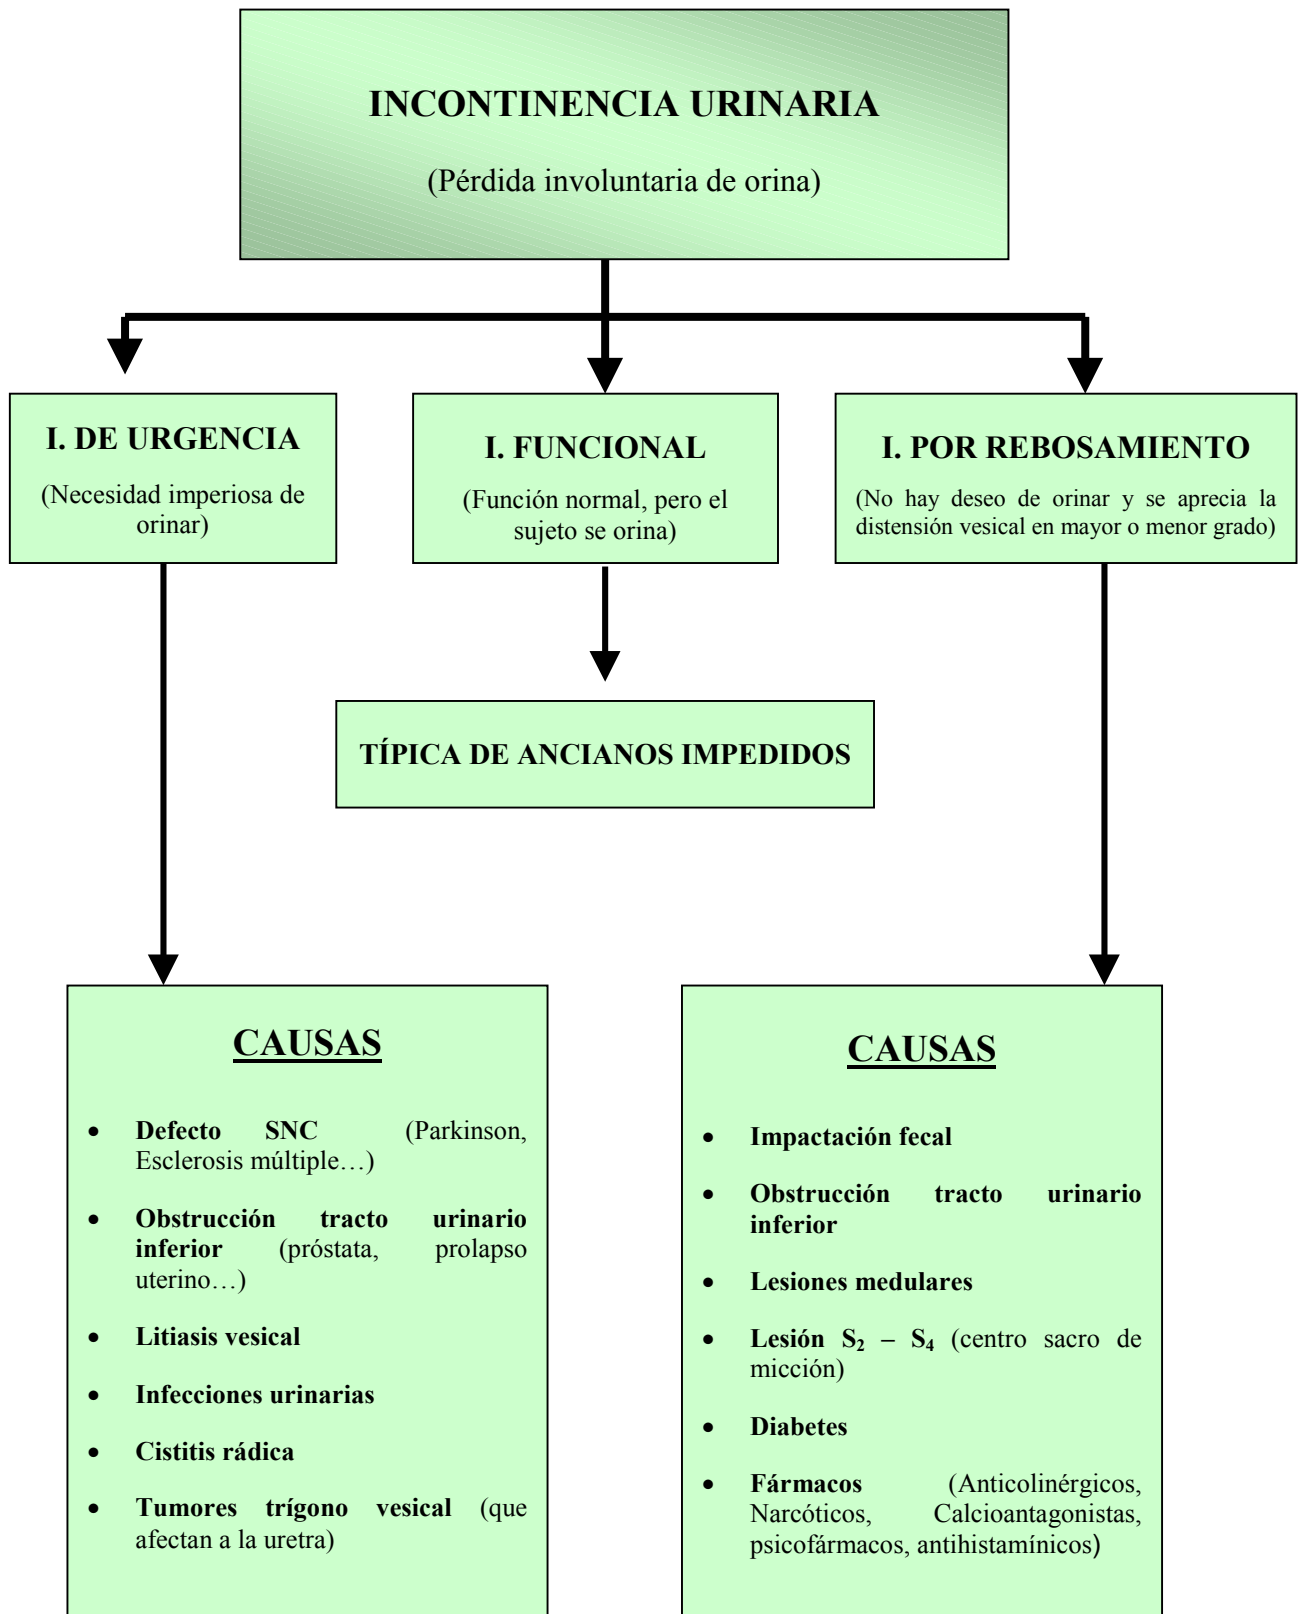 INCONTINENCIA URINARIA
(Pérdida involuntaria de orina)
I. DE URGENCIA
(Necesidad imperiosa de
orinar)
I. FUNCIONAL
(Función normal, pero el
sujeto se orina)
I. POR REBOSAMIENTO
(No hay deseo de orinar y se aprecia la
distensión vesical en mayor o menor grado)
TÍPICA DE ANCIANOS IMPEDIDOS
CAUSAS
• Defecto SNC (Parkinson,
Esclerosis múltiple…)
• Obstrucción tracto urinario
inferior (próstata, prolapso
uterino…)
• Litiasis vesical
• Infecciones urinarias
• Cistitis rádica
• Tumores trígono vesical (que
afectan a la uretra)
CAUSAS
• Impactación fecal
• Obstrucción tracto urinario
inferior
• Lesiones medulares
• Lesión S₂ – S₄ (centro sacro de
micción)
• Diabetes
• Fármacos (Anticolinérgicos,
Narcóticos, Calcioantagonistas,
psicofármacos, antihistamínicos)